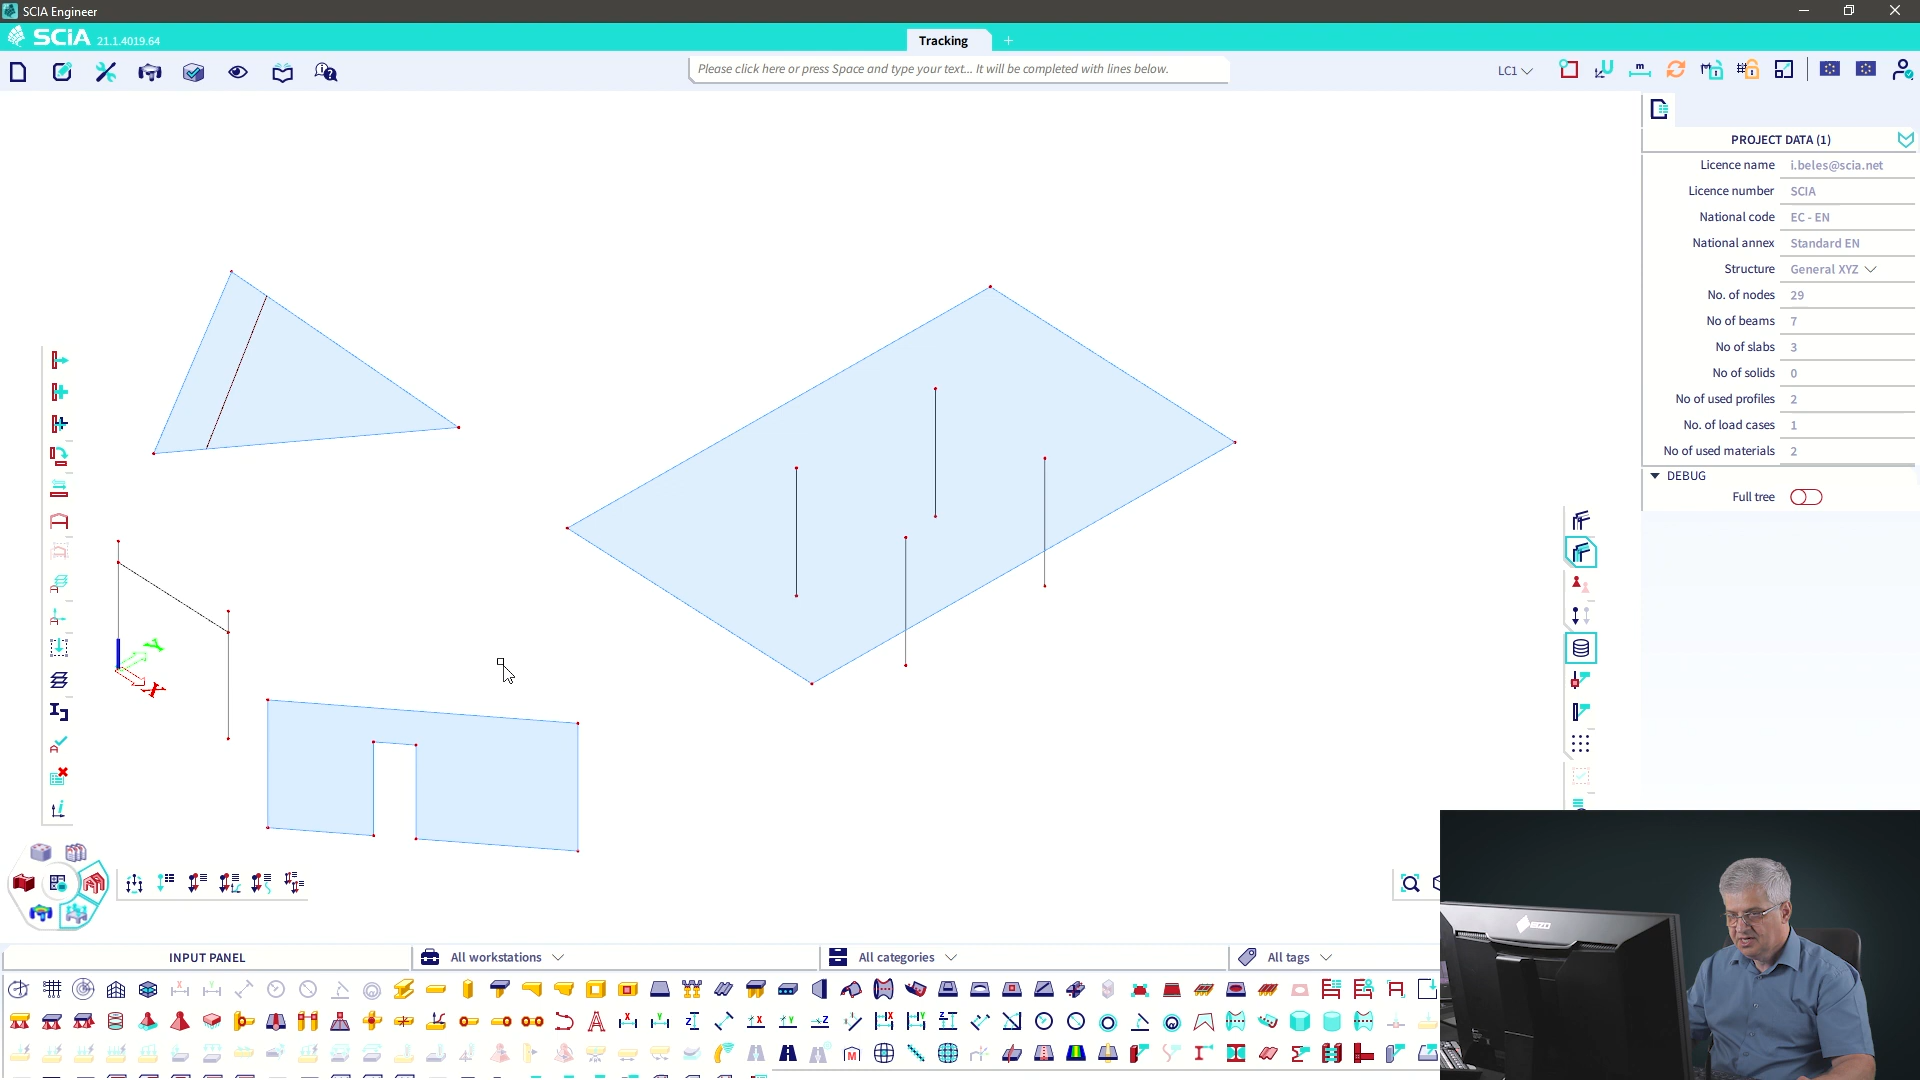 SCIA Engineer
SCiA 21.1.4019.64
Tracking
Please click here or press Space and type your text... It will be completed with lines below.
LC1
PROJECT DATA (1)
Licence name i.beles@scia.net
Licence number SCIA
National code EC - EN
National annex Standard EN
Structure General XYZ
No. of nodes 29
No of beams 7
No of slabs 3
No of solids 0
No of used profiles 2
No. of load cases 1
No of used materials 2
DEBUG
Full tree
Y
X
EIZO
INPUT PANEL
All workstations
All categories
All tags